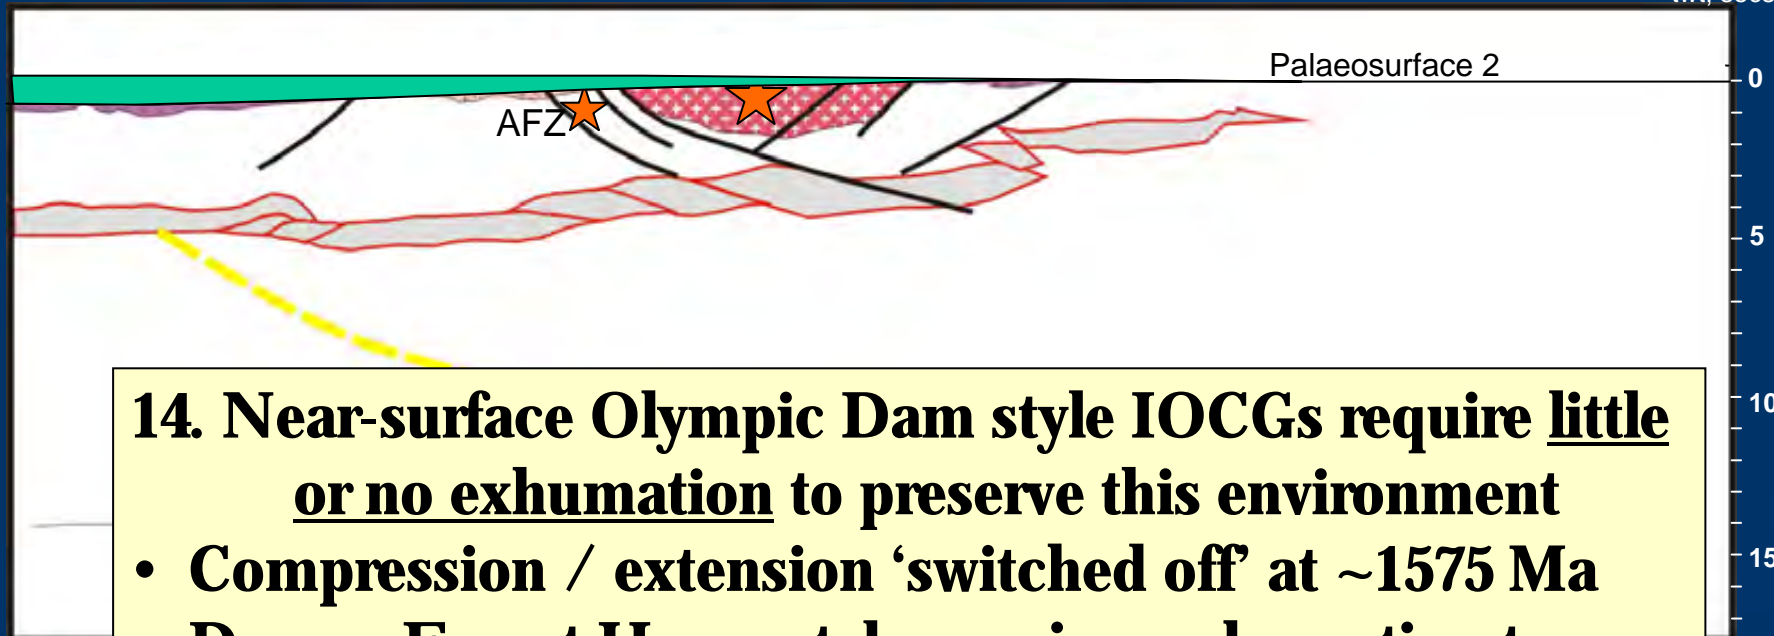 Palaeosurface 2
0
AFZ
5
10
14. Near-surface Olympic Dam style IOCGs require little
or no exhumation to preserve this environment
• Compression / extension ‘switched off’ at ~1575 Ma
15